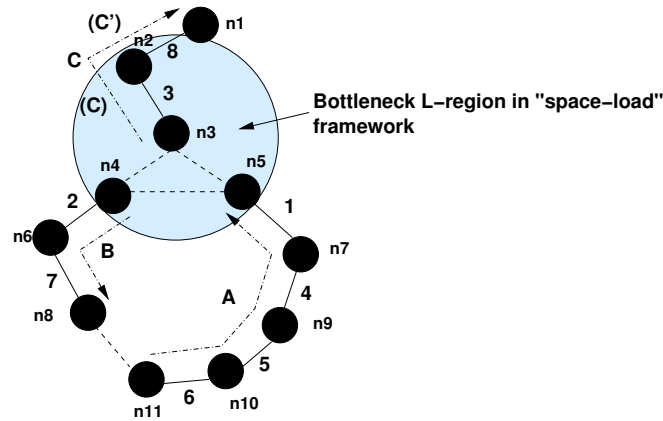 (C')
n1
n2
8
C
(C)
3
Bottleneck L-region in "space-load"
framework
n3
n4
n5
2
1
n6
B
n7
7
A
4
n8
n9
5
6
n10
n11